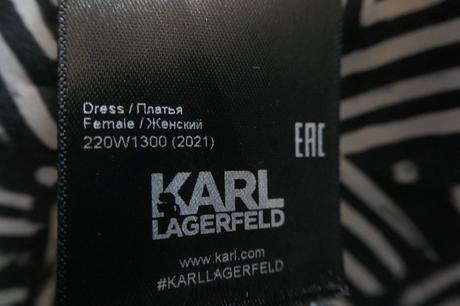 Dress / Платья
Female / Женский
220W1300 (2021)
EAC
KARL
LAGERFELD
www.karl.com
#KARLLAGERFELD